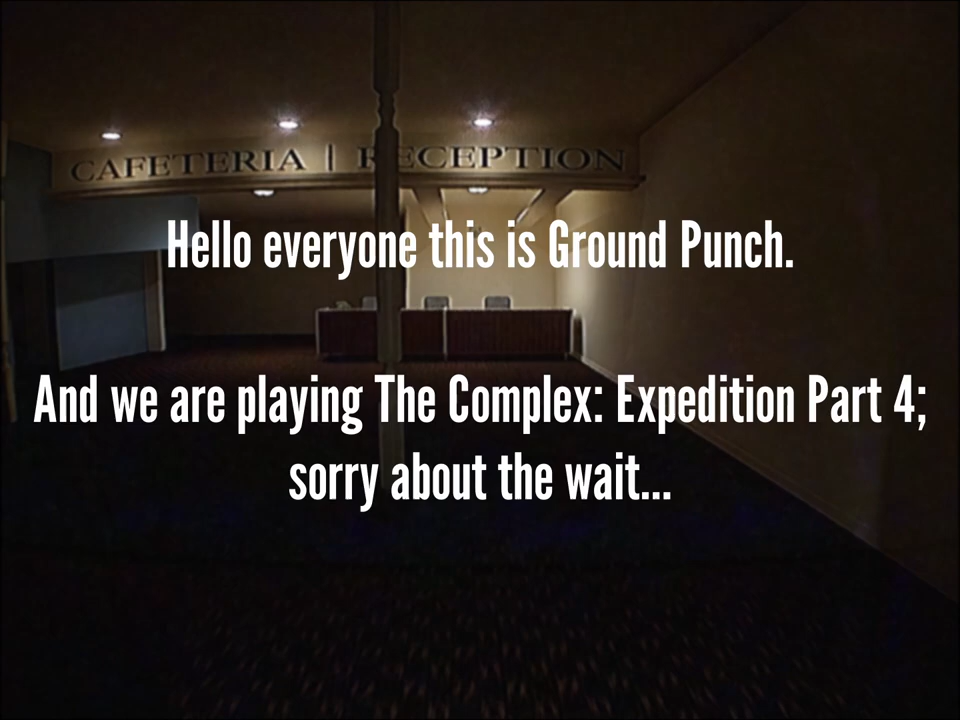 CAFETERIA | RECEPTION
Hello everyone this is Ground Punch.
And we are playing The Complex: Expedition Part 4;
sorry about the wait...